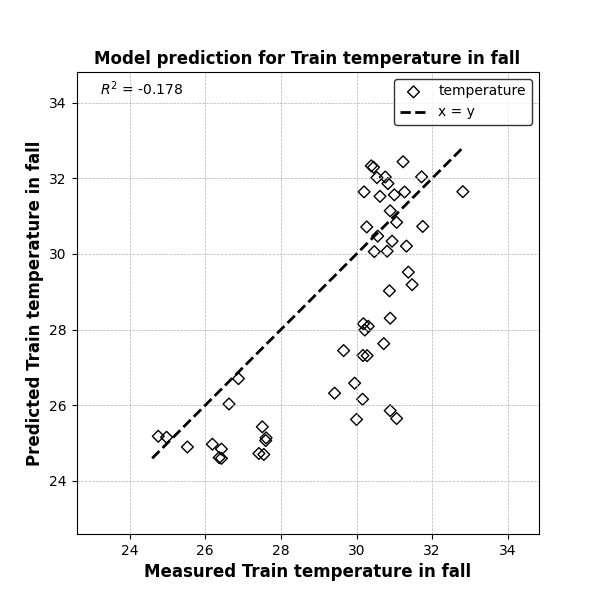 Model prediction for Train temperature in fall
R² = -0.178
temperature
x = y
34
32
30
28
26
24
24 26 28 30 32 34
Predicted Train temperature in fall
Measured Train temperature in fall